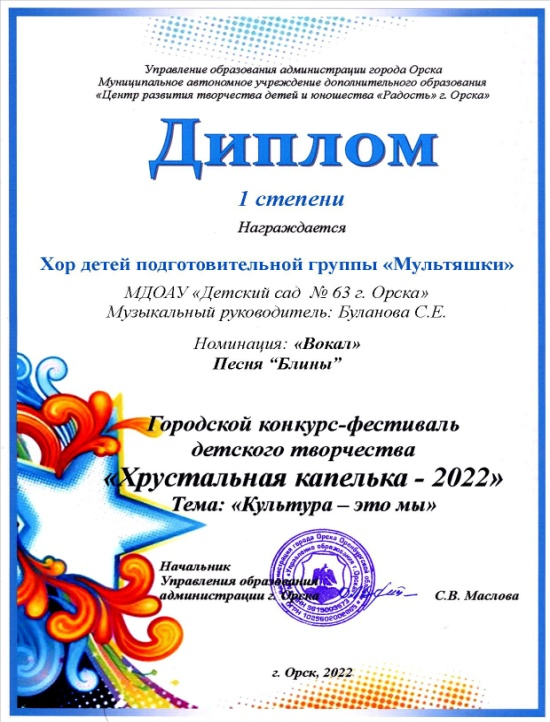 Управление образования администрации города Орска
Муниципальное автономное учреждение дополнительного образования
«Центр развития творчества детей и юношества «Радость» г. Орска»
Диплом
1 степени
Награждается
Хор детей подготовительной группы «Мультяшки»
МДОАУ «Детский сад № 63 г. Орска»
Музыкальный руководитель: Буланова С.Е.
Номинация: «Вокал»
Песня “Блины”
Городской конкурс-фестиваль
детского творчества
«Хрустальная капелька - 2022»
Тема: «Культура – это мы»
Начальник
Управления образования
администрации г. Орска
С.В. Маслова
г. Орск, 2022